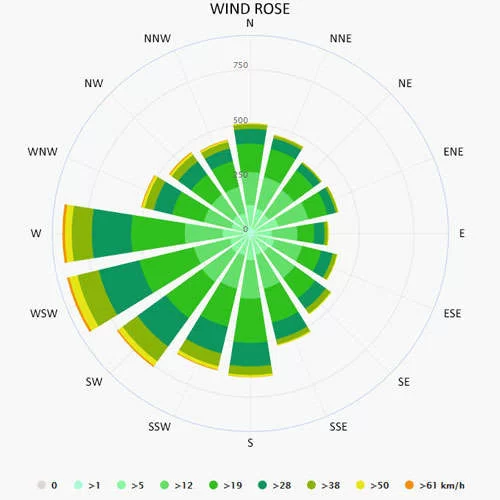 WIND ROSE
N
NNW
NNE
750
NW
NE
500
WNW
ENE
250
W
0
E
WSW
ESE
SW
SE
SSW
SSE
S
0 >1 >5 >12 >19 >28 >38 >50 >61 km/h